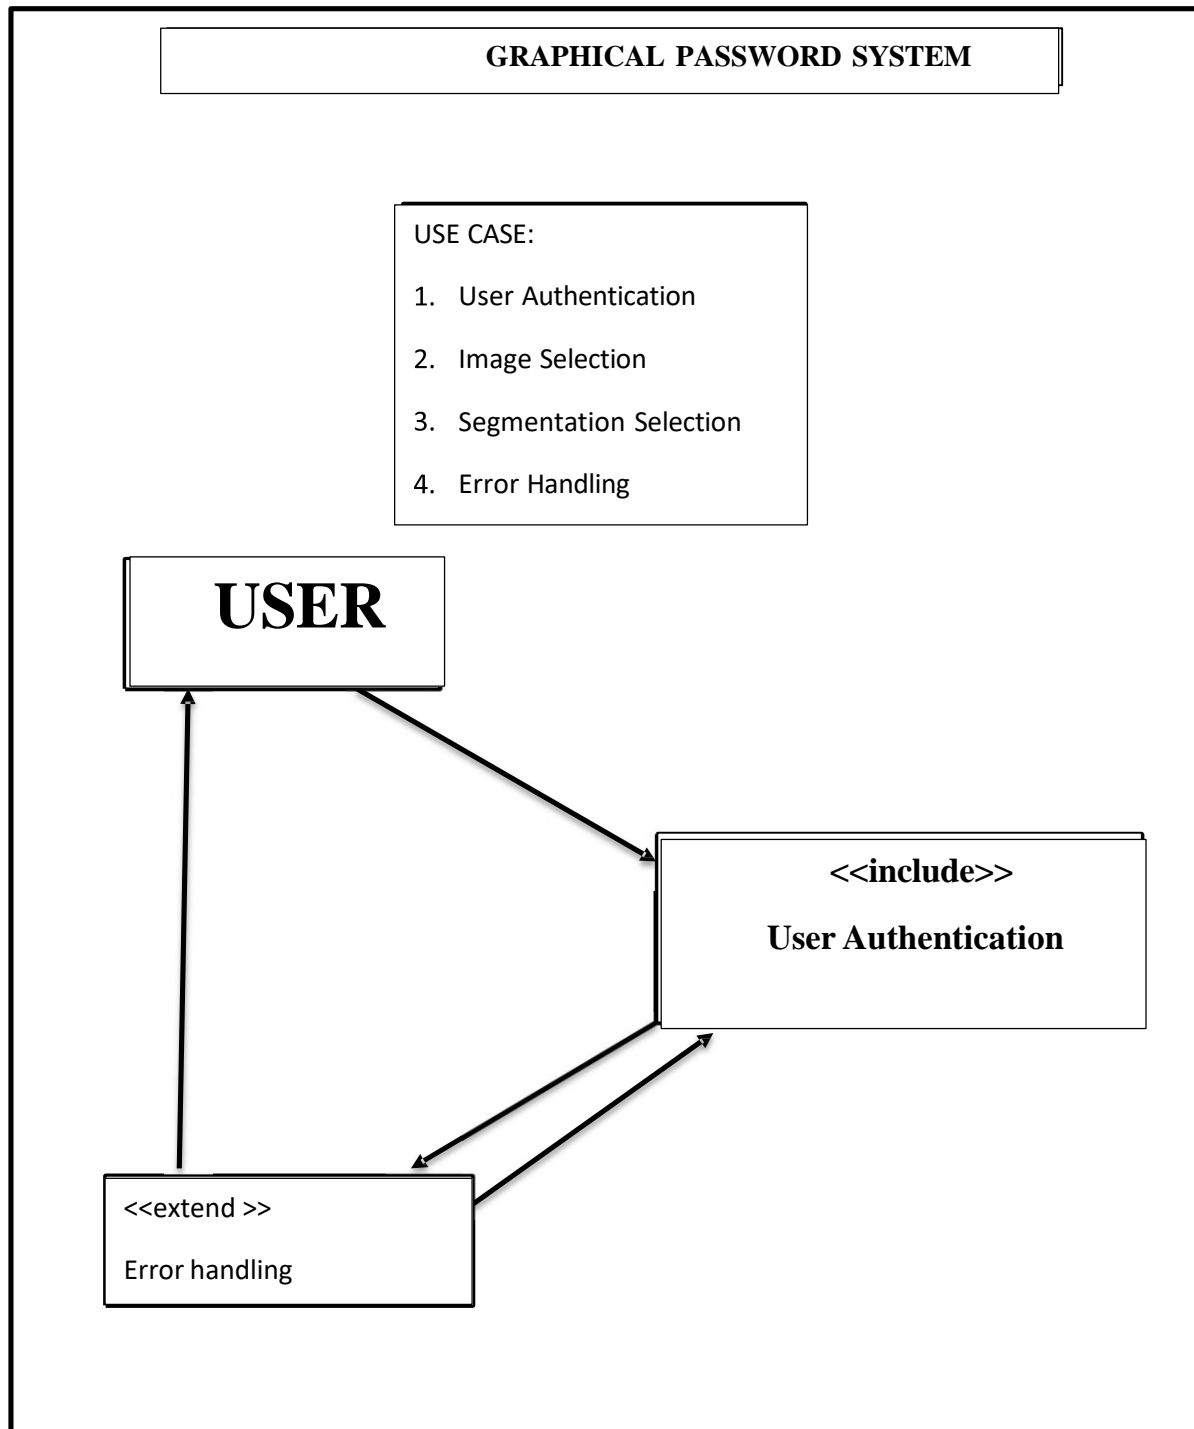 GRAPHICAL PASSWORD SYSTEM
USE CASE:
1. User Authentication
2. Image Selection
3. Segmentation Selection
4. Error Handling
USER
<<include>>
User Authentication
<<extend >>
Error handling